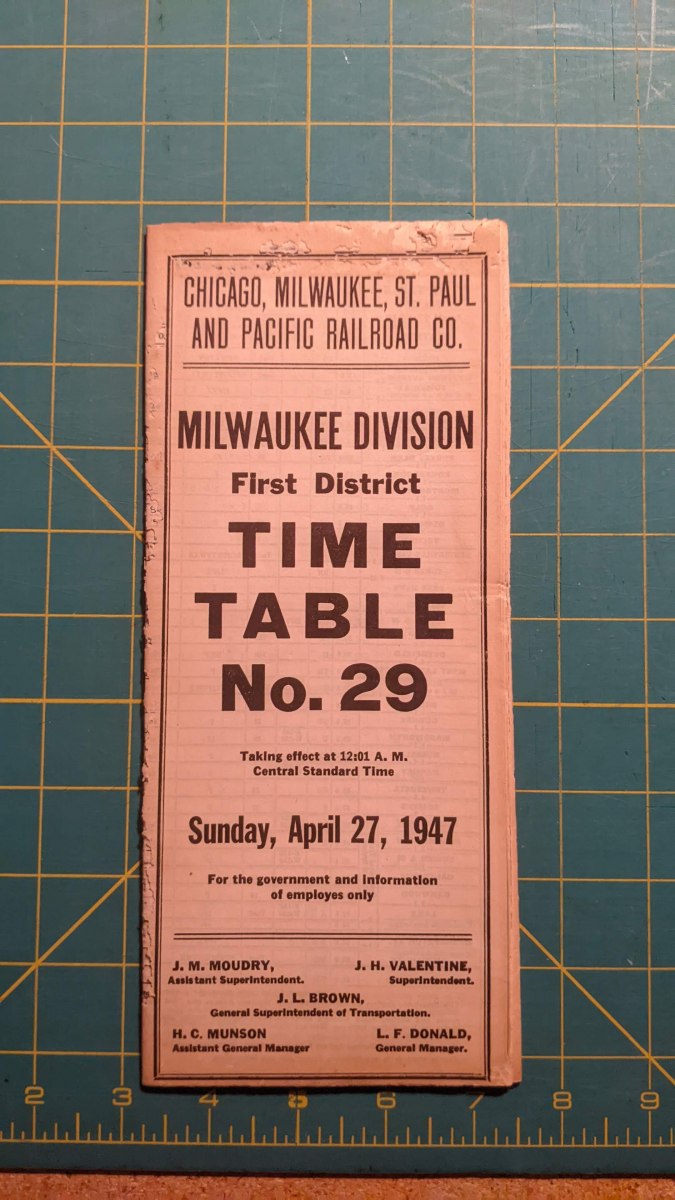 CHICAGO, MILWAUKEE, ST. PAUL
AND PACIFIC RAILROAD CO.
MILWAUKEE DIVISION
First District
TIME
TABLE
No. 29
Taking effect at 12:01 A. M.
Central Standard Time
Sunday, April 27, 1947
For the government and information
of employes only
J. M. MOUDRY, J. H. VALENTINE,
Assistant Superintendent. Superintendent.
J. L. BROWN,
General Superintendent of Transportation.
H. C. MUNSON L. F. DONALD,
Assistant General Manager General Manager.
2 3 4 5 6 7 8 9